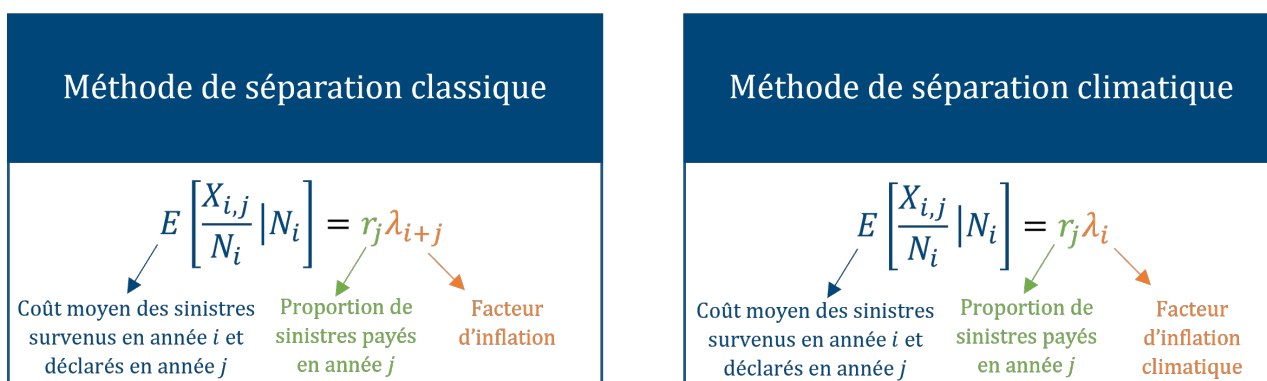 Méthode de séparation classique
E [X_{i,j} / N_i | N_i] = r_j λ_{i+j}
Coût moyen des sinistres
survenus en année i et
déclarés en année j
Proportion de
sinistres payés
en année j
Facteur
d'inflation
Méthode de séparation climatique
E [X_{i,j} / N_i | N_i] = r_j λ_i
Coût moyen des sinistres
survenus en année i et
déclarés en année j
Proportion de
sinistres payés
en année j
Facteur
d'inflation
climatique